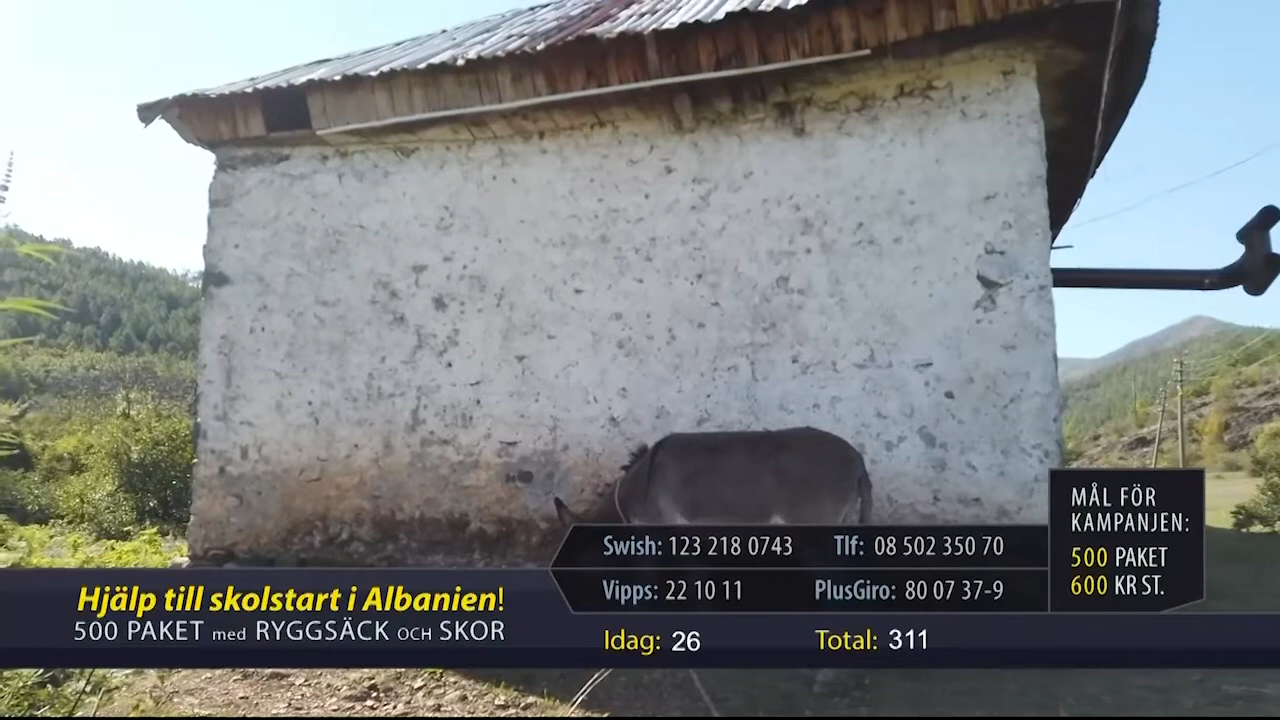 Hjälp till skolstart i Albanien!
500 PAKET med RYGGSÄCK OCH SKOR
Swish: 123 218 0743 Tlf: 08 502 350 70
Vipps: 22 10 11 PlusGiro: 80 07 37-9
Idag: 26 Total: 311
MÅL FÖR
KAMPANJEN:
500 PAKET
600 KR ST.